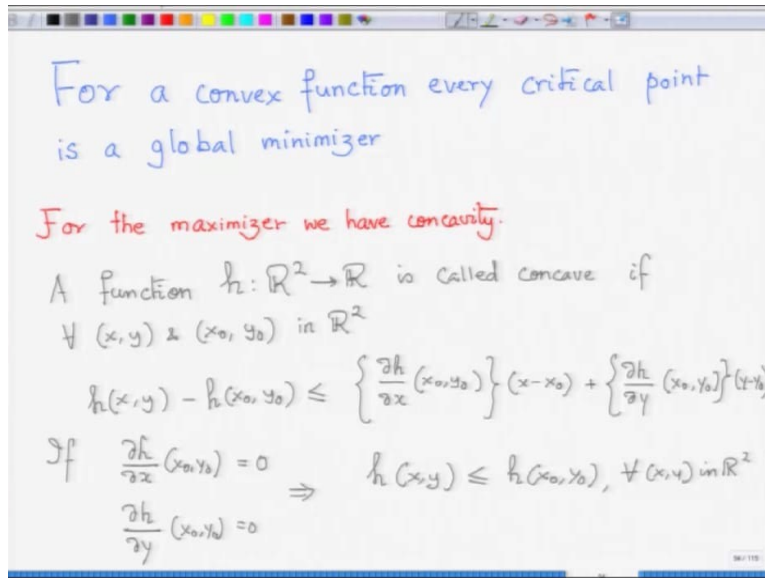 For a convex function every critical point
is a global minimizer
For the maximizer we have concavity.
A function h : ℝ² → ℝ is called concave if
∀ (x, y) & (x₀, y₀) in ℝ²
h(x, y) - h(x₀, y₀) ≤ {∂h/∂x (x₀, y₀)} (x - x₀) + {∂h/∂y (x₀, y₀)} (y - y₀)
If ∂h/∂x (x₀, y₀) = 0 ⇒ h(x, y) ≤ h(x₀, y₀), ∀ (x, y) in ℝ²
∂h/∂y (x₀, y₀) = 0